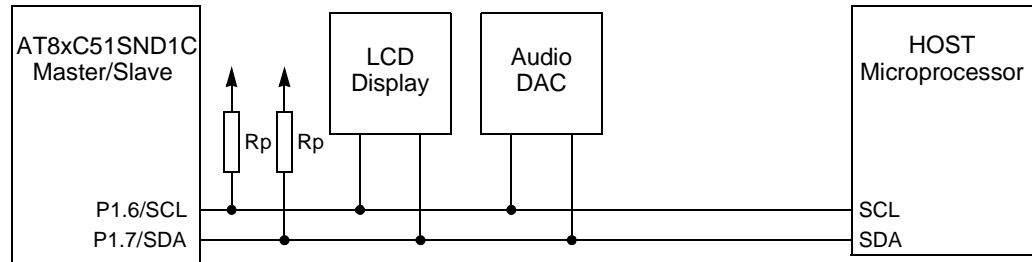 AT8xC51SND1C
Master/Slave
LCD
Display
Audio
DAC
HOST
Microprocessor
Rp
Rp
P1.6/SCL
SCL
P1.7/SDA
SDA